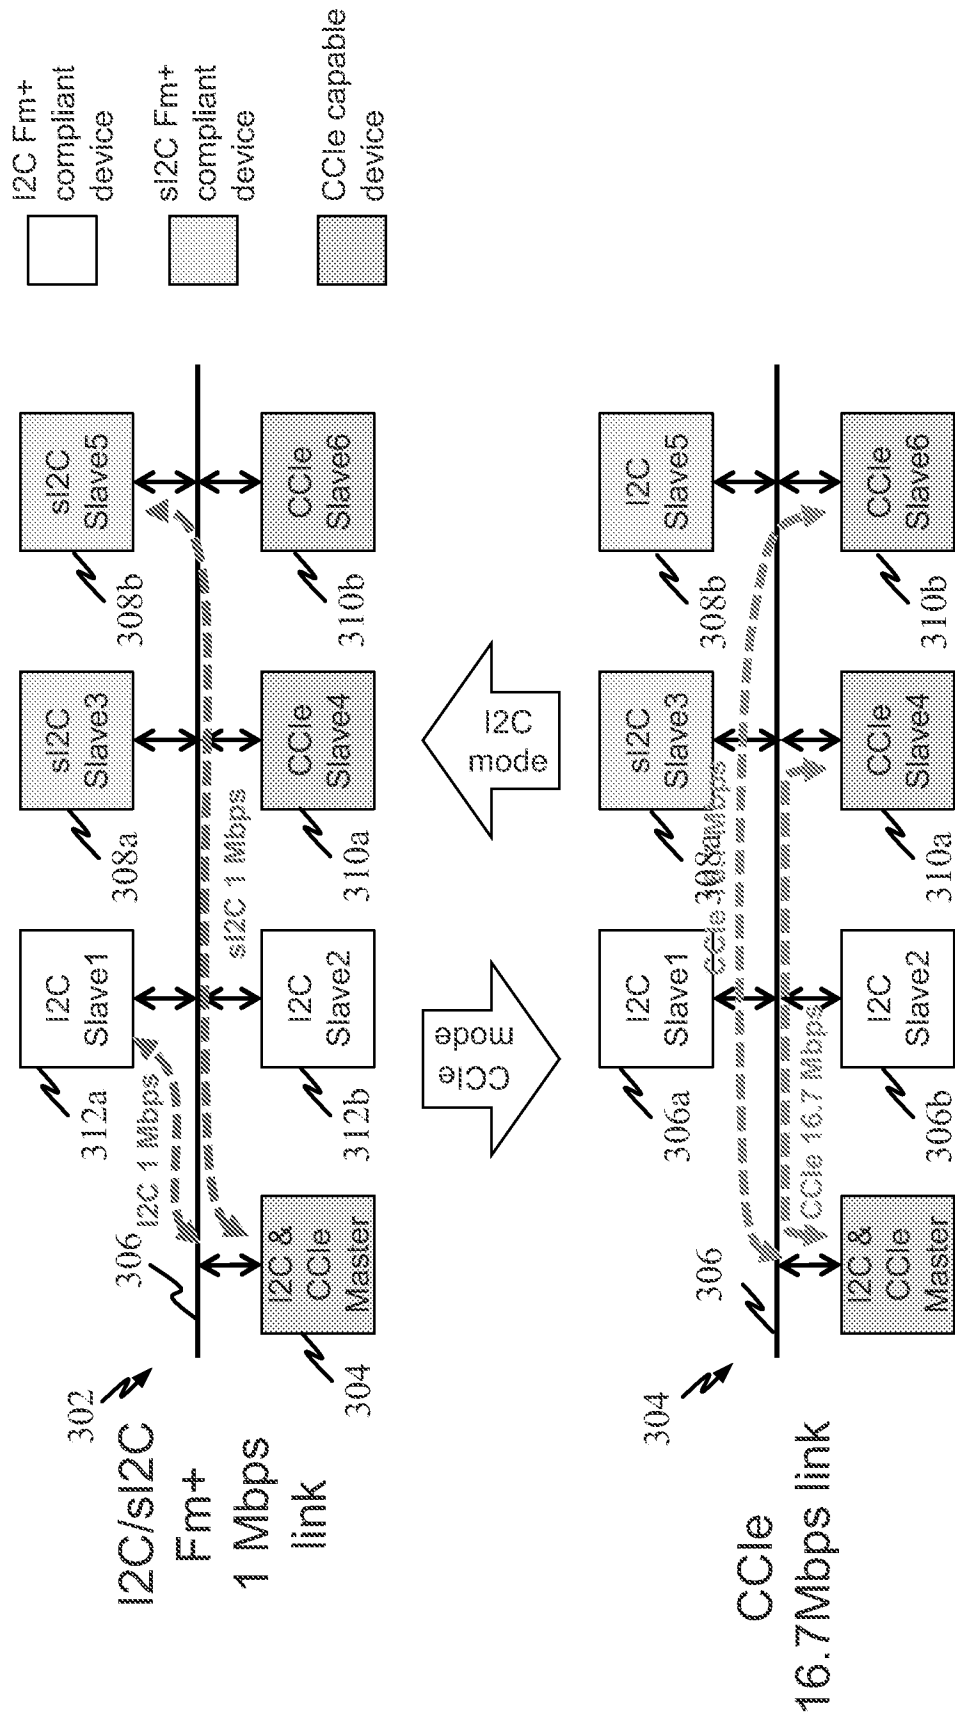 I2C Fm+
compliant
device
sI2C Fm+
compliant
device
CCIe capable
device
302
I2C/sI2C
Fm+
1 Mbps
link
306
304
I2C &
CCIe
Master
I2C 1 Mbps
sI2C 1 Mbps
312a
I2C
Slave1
312b
I2C
Slave2
308a
sI2C
Slave3
310a
CCIe
Slave4
308b
sI2C
Slave5
310b
CCIe
Slave6
CCIe
mode
I2C
mode
304
CCIe
16.7Mbps link
306
I2C &
CCIe
Master
CCIe 16.7 Mbps
CCIe 16.7 Mbps
306a
I2C
Slave1
306b
I2C
Slave2
308a
sI2C
Slave3
310a
CCIe
Slave4
308b
I2C
Slave5
310b
CCIe
Slave6